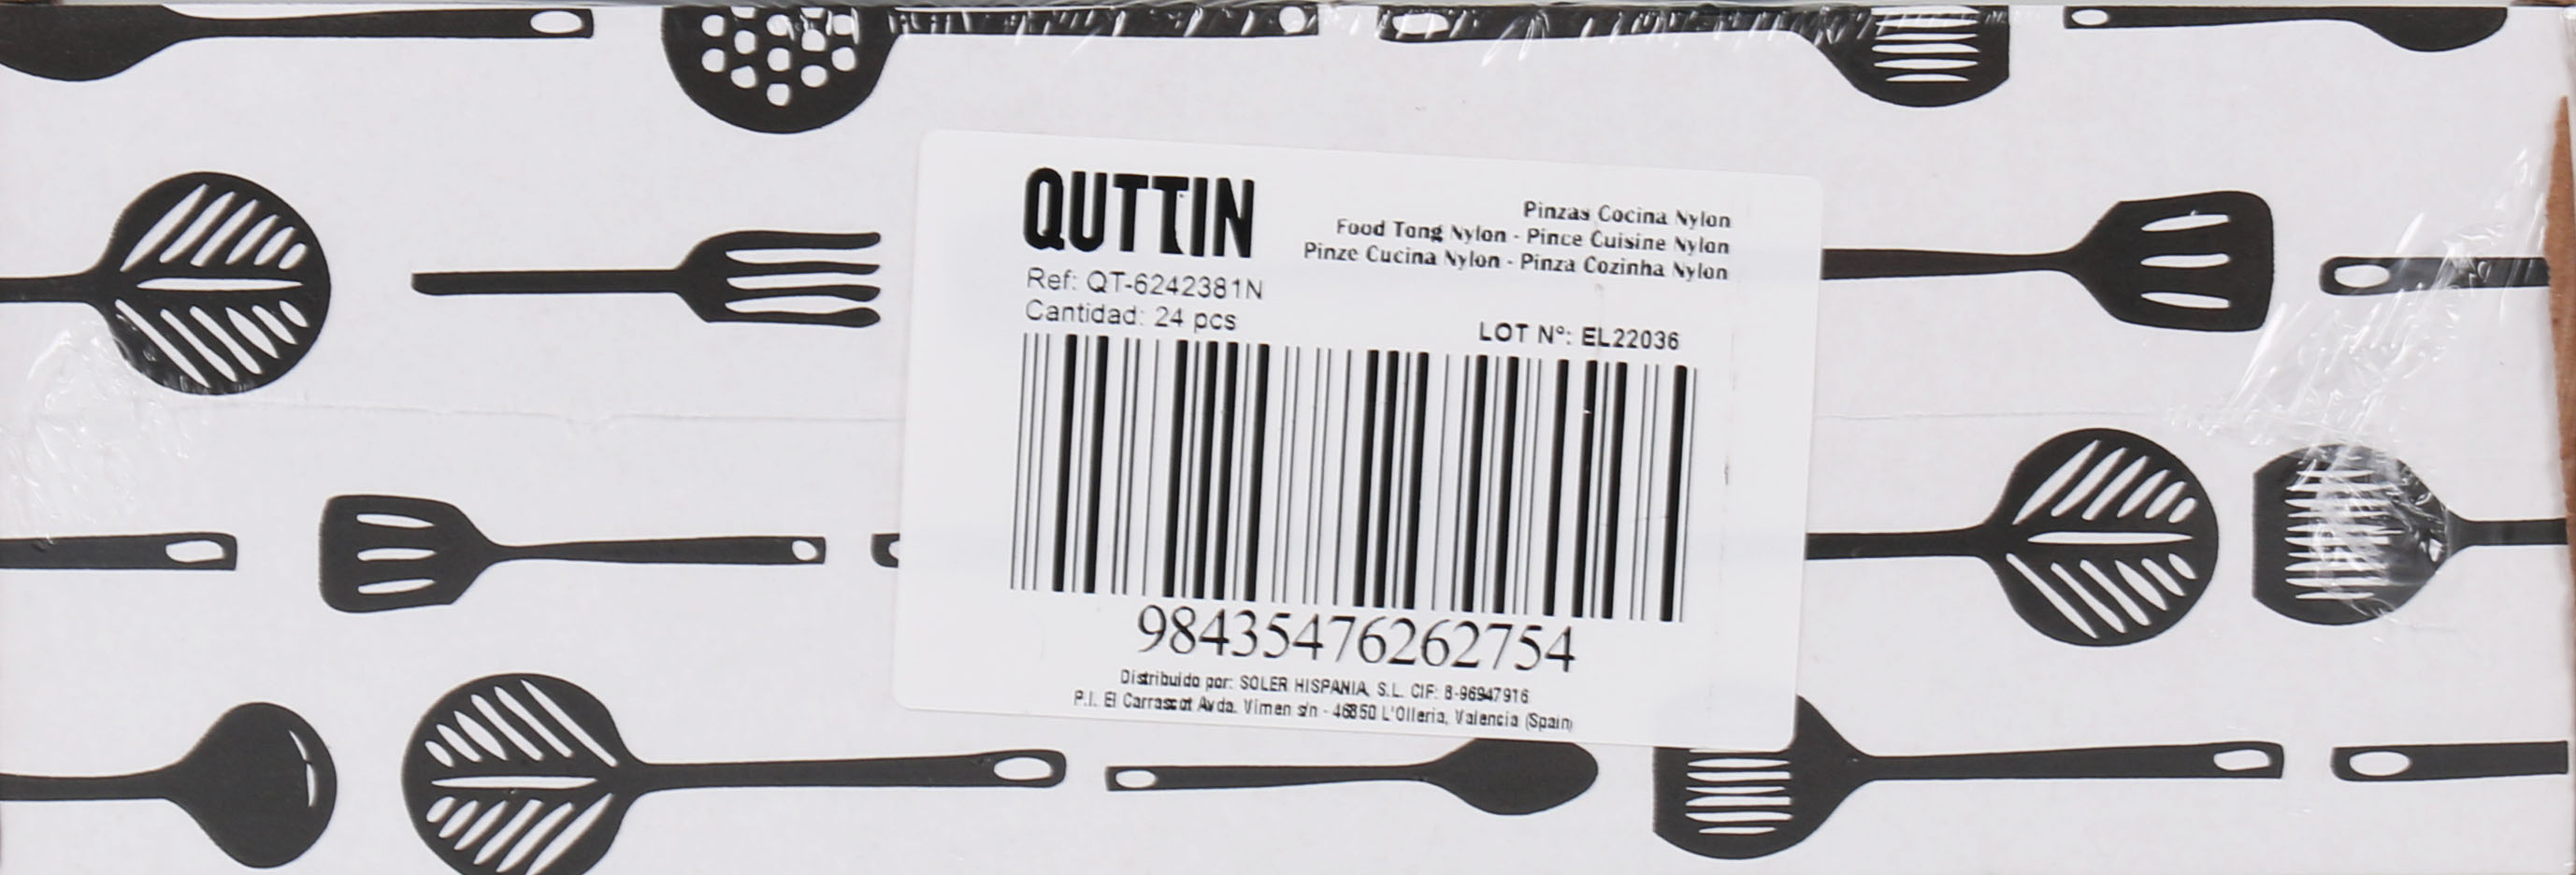 QUTTIN
Pinzas Cocina Nylon
Food Tong Nylon - Pince Cuisine Nylon
Pinze Cucina Nylon - Pinza Cozinha Nylon
Ref: QT-6242381N
Cantidad: 24 pcs
LOT Nº: EL22036
98435476262754
Distribuido por: SOLER HISPANIA, S.L. CIF: B-96947916
P.I. El Carrascot Avda. Vimen s/n - 46850 L'Olleria, Valencia (Spain)